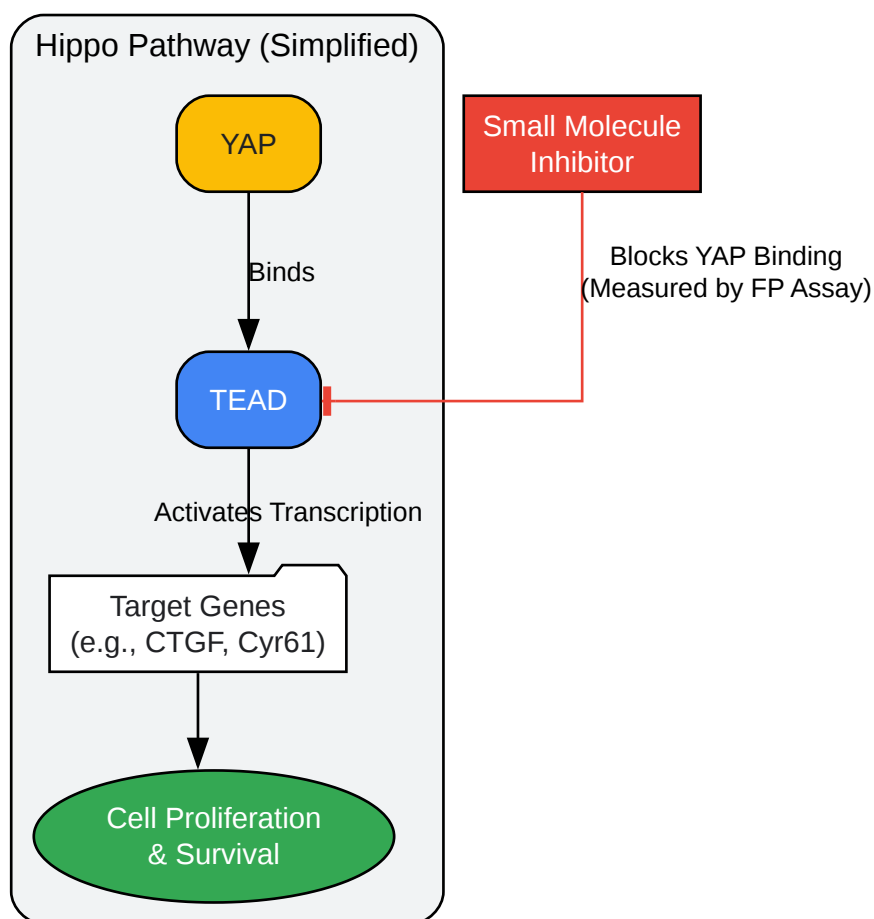 Hippo Pathway (Simplified)
YAP
Small Molecule
Inhibitor
Binds
Blocks YAP Binding
(Measured by FP Assay)
TEAD
Activates Transcription
Target Genes
(e.g., CTGF, Cyr61)
Cell Proliferation
& Survival